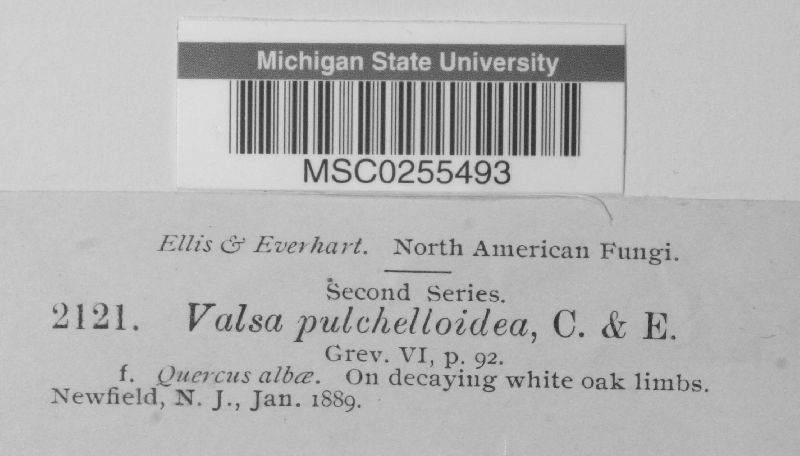 Michigan State University
MSC0255493
Ellis & Everhart. North American Fungi.
Second Series.
2121. Valsa pulchelloidea, C. & E.
Grev. VI, p. 92.
f. Quercus albæ. On decaying white oak limbs.
Newfield, N. J., Jan. 1889.